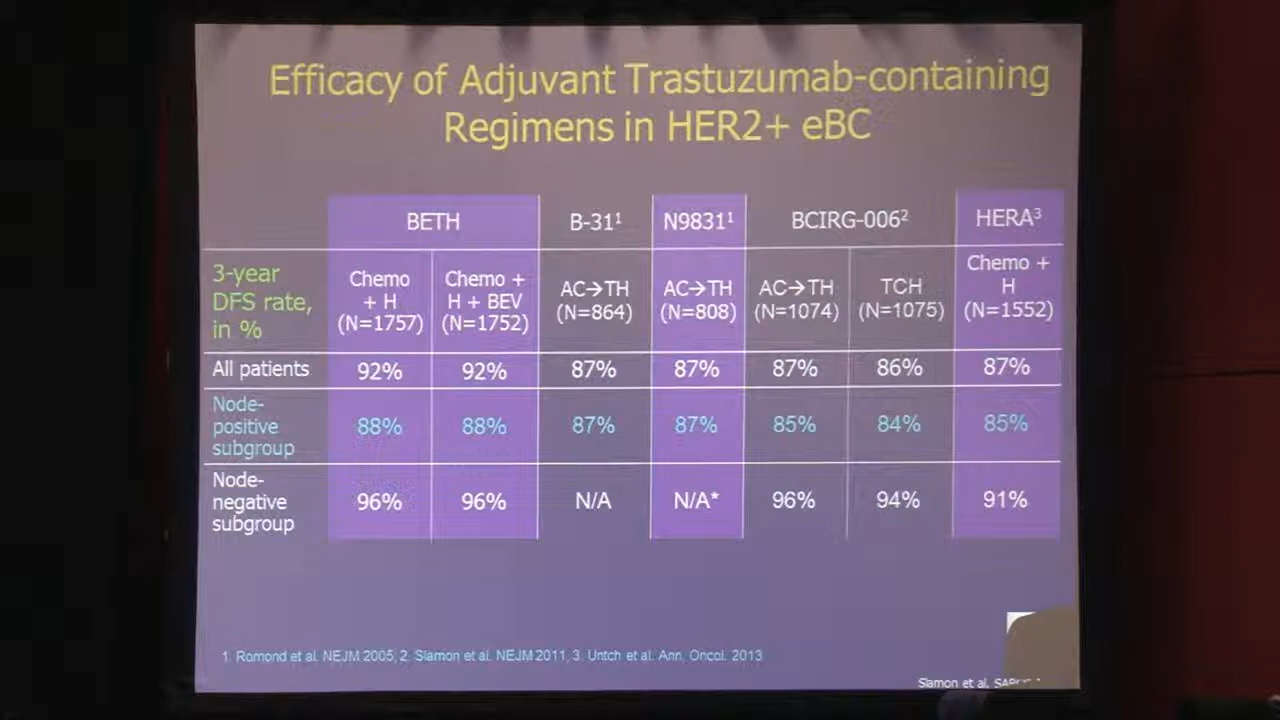 Efficacy of Adjuvant Trastuzumab-containing
Regimens in HER2+ eBC
BETH B-31¹ N9831¹ BCIRG-006² HERA³
3-year
DFS rate,
in %
Chemo
+ H
(N=1757)
Chemo +
H + BEV
(N=1752)
AC→TH
(N=864)
AC→TH
(N=808)
AC→TH
(N=1074)
TCH
(N=1075)
Chemo +
H
(N=1552)
All patients 92% 92% 87% 87% 87% 86% 87%
Node-
positive
subgroup
88% 88% 87% 87% 85% 84% 85%
Node-
negative
subgroup
96% 96% N/A N/A* 96% 94% 91%
1. Romond et al. NEJM 2005, 2. Slamon et al. NEJM 2011, 3. Untch et al. Ann. Oncol. 2013
Slamon et al.